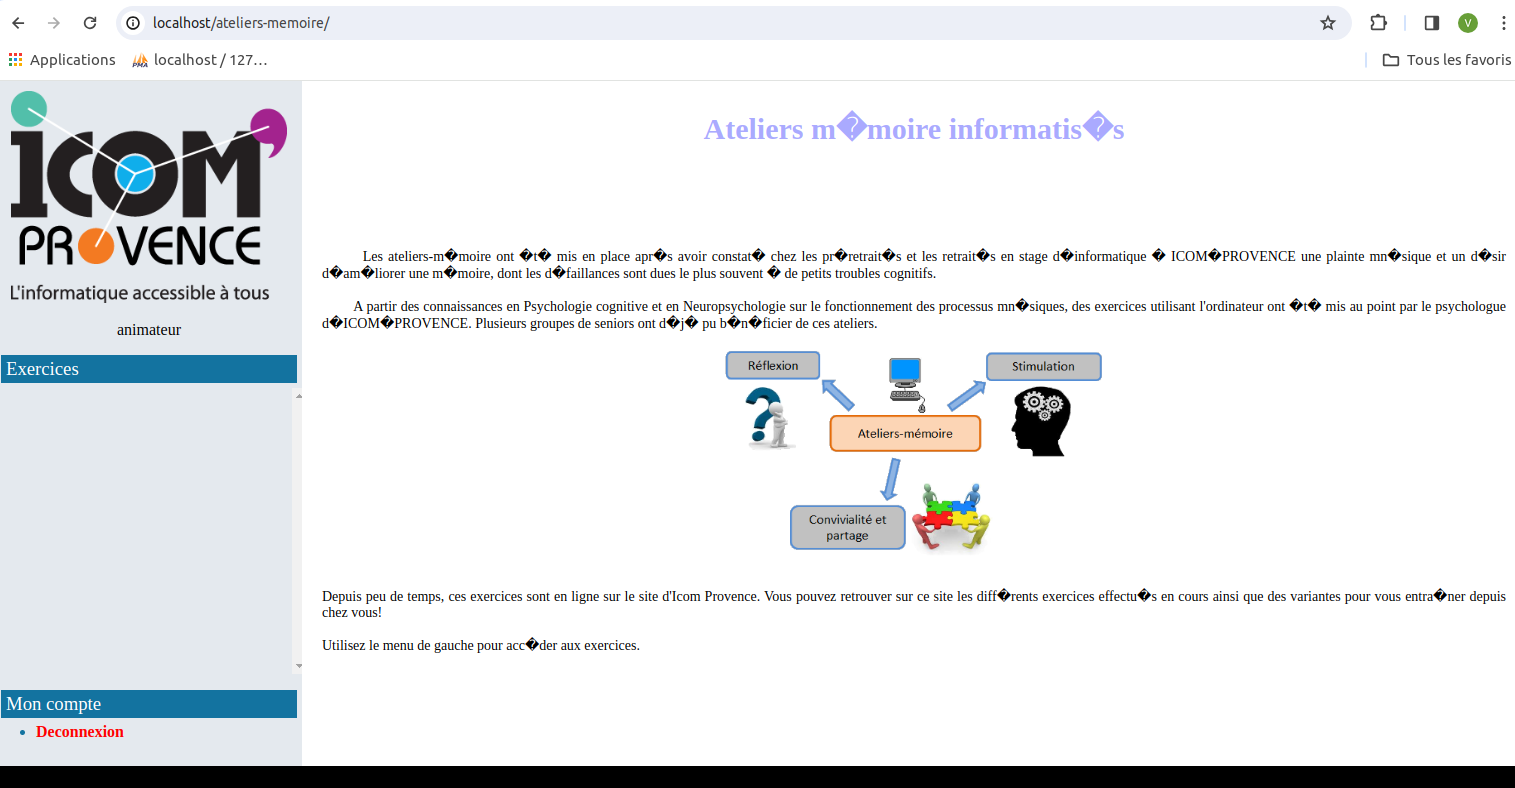 localhost/ateliers-memoire/
V
Applications
PMA localhost / 127...
Tous les favoris
ICOM
PROVENCE
L'informatique accessible à tous
animateur
Exercices
Mon compte
Deconnexion
Ateliers m�moire informatis�s
Les ateliers-m�moire ont �t� mis en place apr�s avoir constat� chez les pr�retrait�s et les retrait�s en stage d�informatique � ICOM�PROVENCE une plainte mn�sique et un d�sir
d�am�liorer une m�moire, dont les d�faillances sont dues le plus souvent � de petits troubles cognitifs.
A partir des connaissances en Psychologie cognitive et en Neuropsychologie sur le fonctionnement des processus mn�siques, des exercices utilisant l'ordinateur ont �t� mis au point par le psychologue
d�ICOM�PROVENCE. Plusieurs groupes de seniors ont d�j� pu b�n�ficier de ces ateliers.
Réflexion
Stimulation
Ateliers-mémoire
Convivialité et
partage
Depuis peu de temps, ces exercices sont en ligne sur le site d'Icom Provence. Vous pouvez retrouver sur ce site les diff�rents exercices effectu�s en cours ainsi que des variantes pour vous entra�ner depuis
chez vous!
Utilisez le menu de gauche pour acc�der aux exercices.